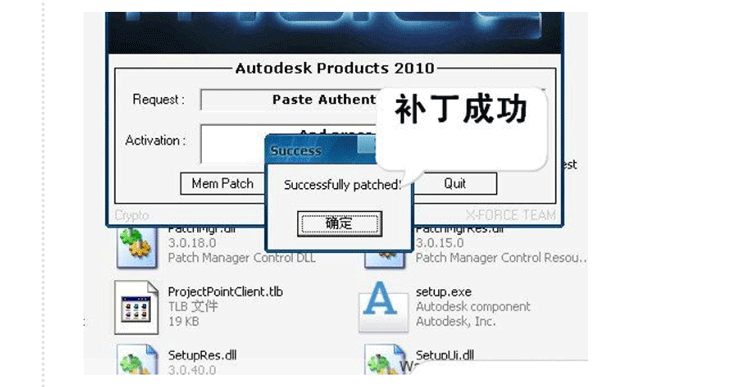 Autodesk Products 2010
Request :
Paste Authent
补丁成功
Activation :
Success
est
Mem Patch
Successfully patched!
Quit
确定
Crypto
X-FORCE TEAM
PatchMgr.dll
3.0.18.0
Patch Manager Control DLL
PatchMgrRes.dll
3.0.15.0
Patch Manager Control Resou..
ProjectPointClient.tlb
TLB 文件
19 KB
setup.exe
Autodesk component
Autodesk, Inc.
SetupRes.dll
3.0.40.0
SetupUi.dll